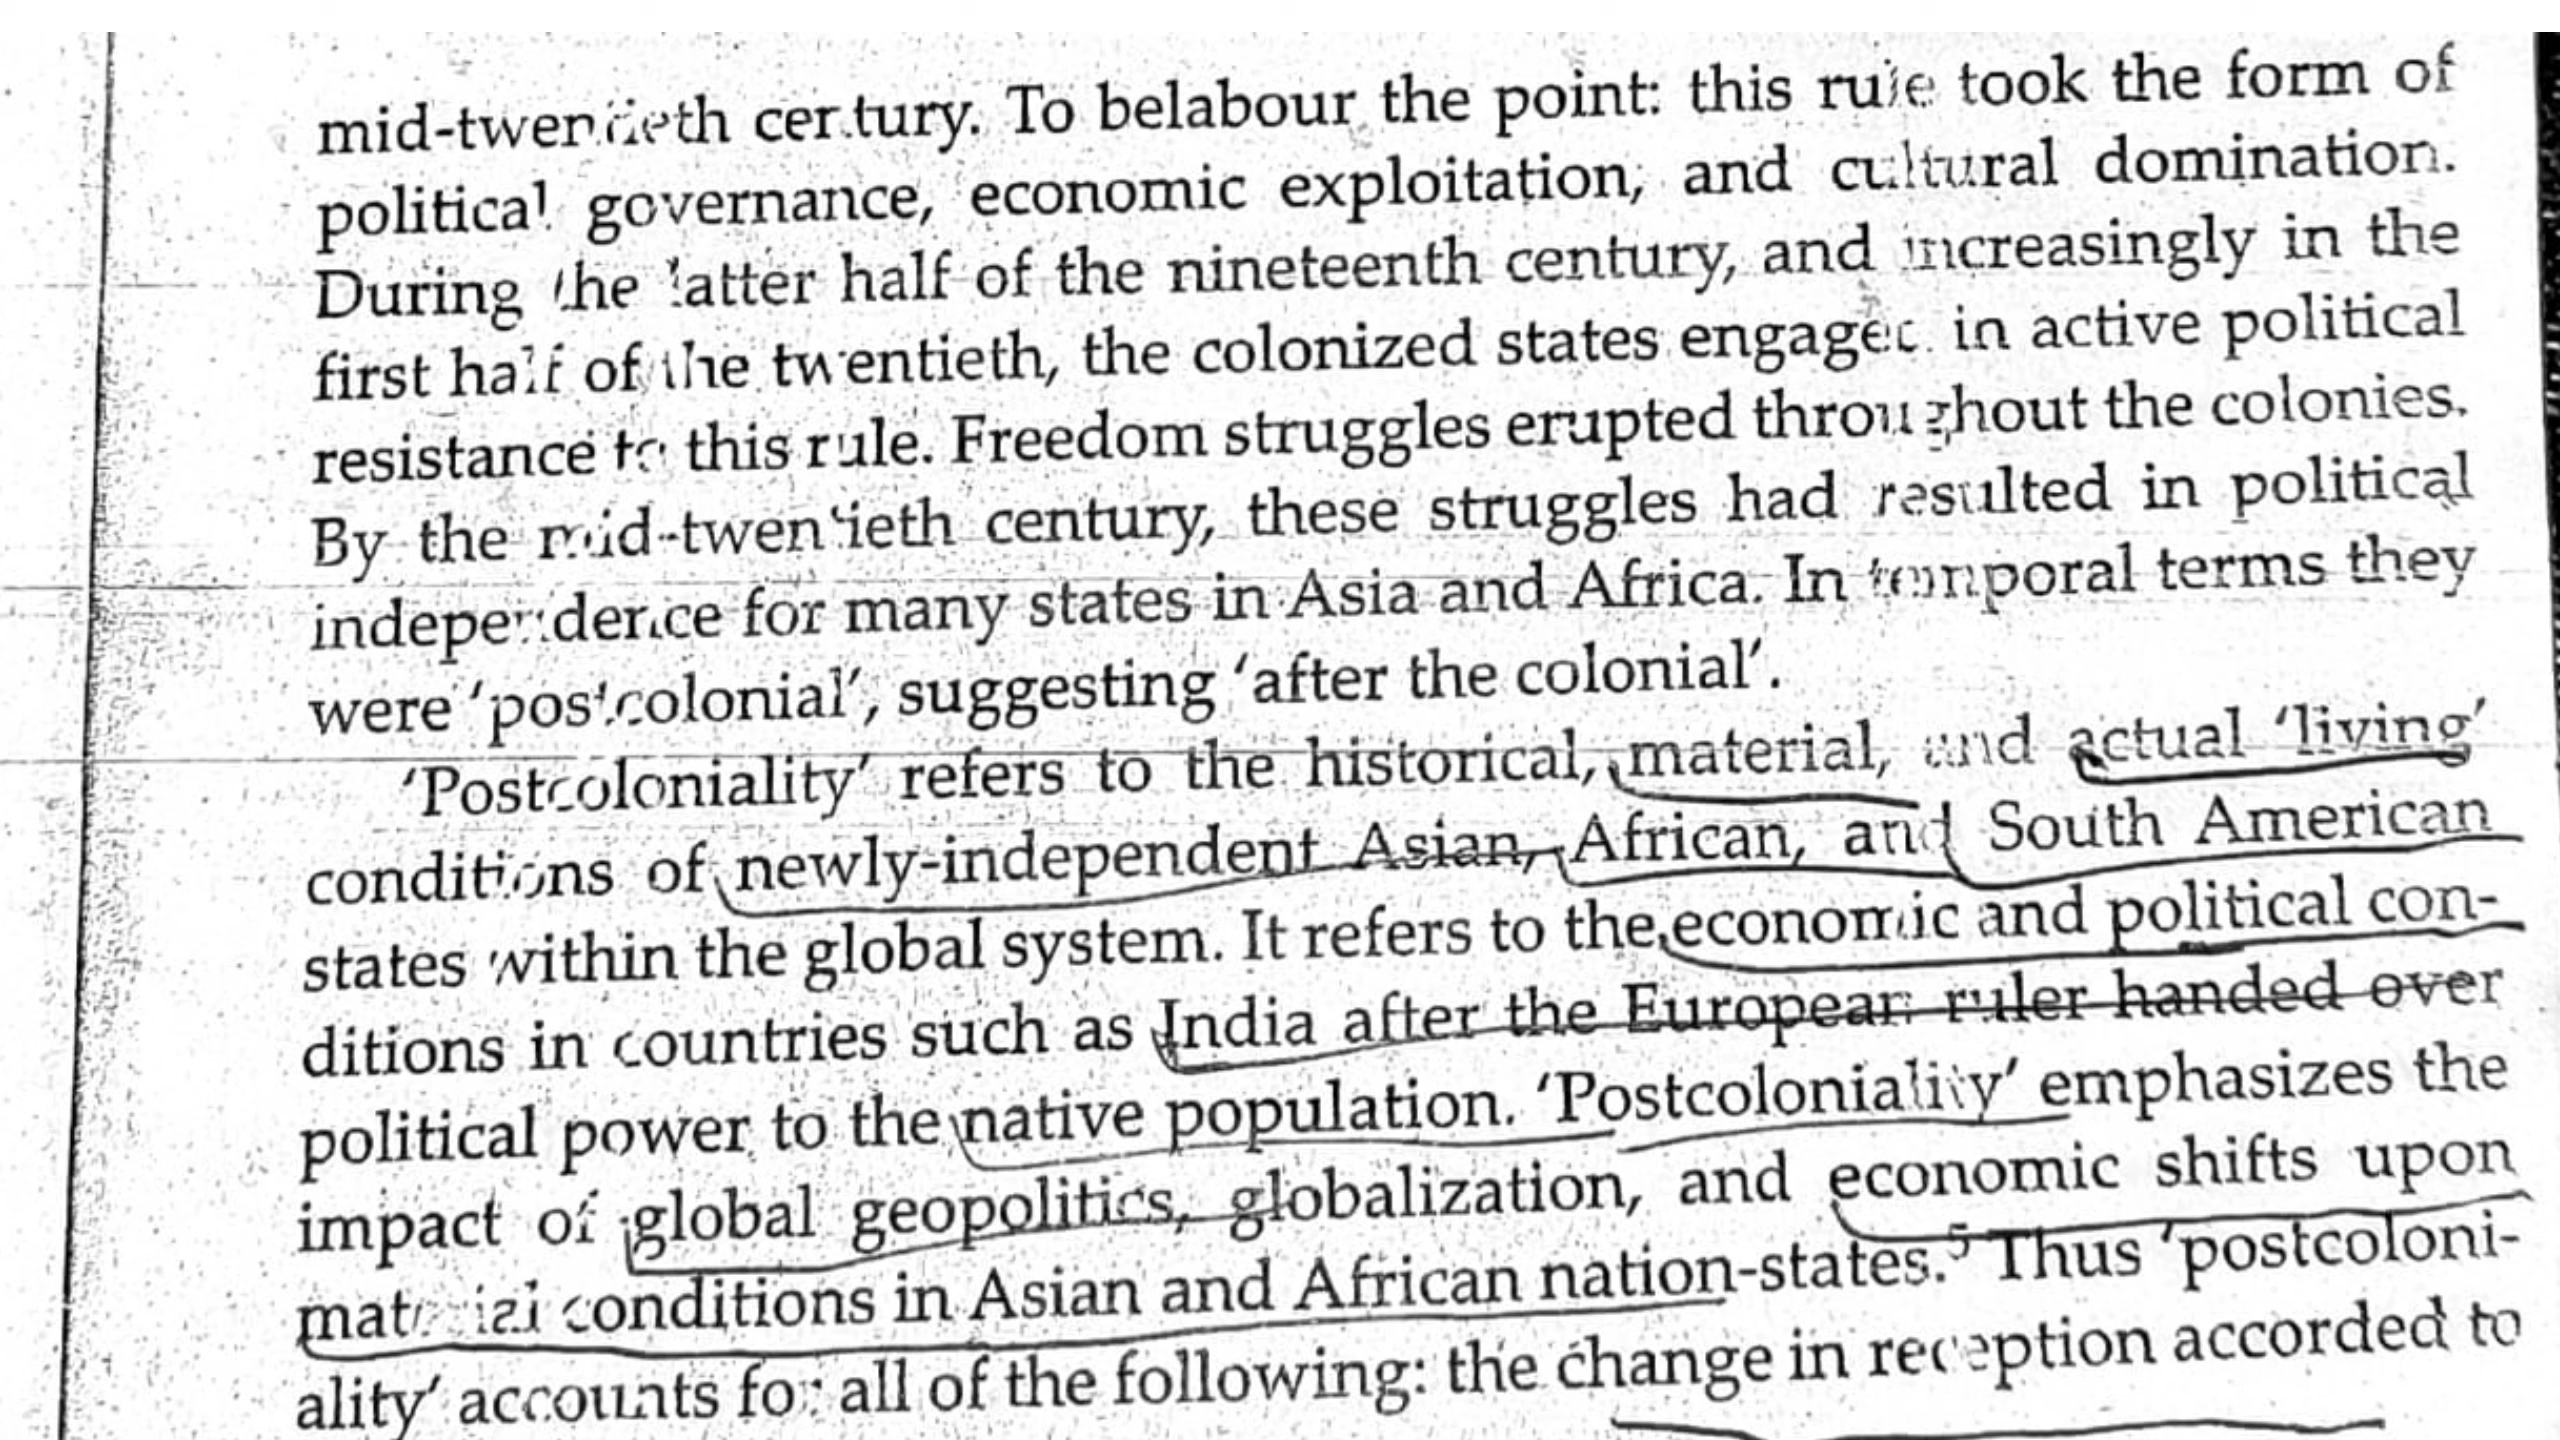 mid-twentieth century. To belabour the point: this rule took the form of
political governance, economic exploitation, and cultural domination.
During the latter half of the nineteenth century, and increasingly in the
first half of the twentieth, the colonized states engaged in active political
resistance to this rule. Freedom struggles erupted throughout the colonies.
By the mid-twentieth century, these struggles had resulted in political
independence for many states in Asia and Africa. In temporal terms they
were 'postcolonial', suggesting 'after the colonial'.
'Postcoloniality' refers to the historical, material, and actual 'living'
conditions of newly-independent Asian, African, and South American
states within the global system. It refers to the economic and political con-
ditions in countries such as India after the European ruler handed over
political power to the native population. 'Postcoloniality' emphasizes the
impact of global geopolitics, globalization, and economic shifts upon
material conditions in Asian and African nation-states.5 Thus 'postcoloni-
ality' accounts for all of the following: the change in reception accorded to